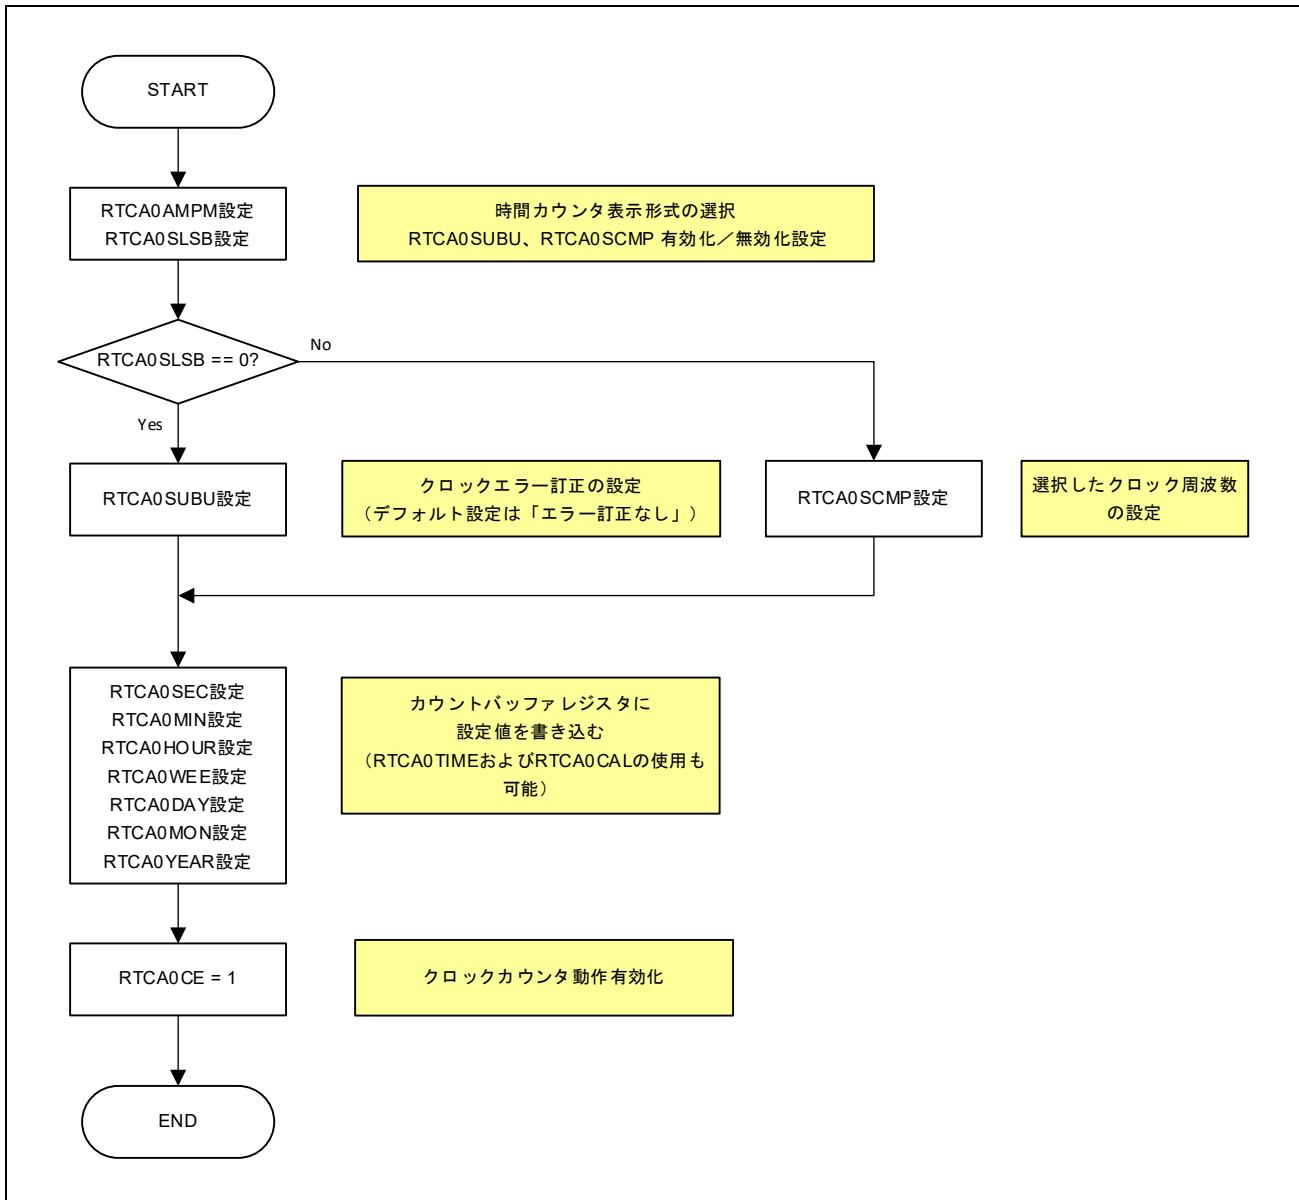 START
RTCA0AMPM設定
RTCA0SLSB設定
時間カウンタ表示形式の選択
RTCA0SUBU、RTCA0SCMP 有効化／無効化設定
RTCA0SLSB == 0?
No
Yes
RTCA0SUBU設定
クロックエラー訂正の設定
（デフォルト設定は「エラー訂正なし」）
RTCA0SCMP設定
選択したクロック周波数
の設定
RTCA0SEC設定
RTCA0MIN設定
RTCA0HOUR設定
RTCA0WEE設定
RTCA0DAY設定
RTCA0MON設定
RTCA0YEAR設定
カウントバッファレジスタに
設定値を書き込む
（RTCA0TIMEおよびRTCA0CALの使用も
可能）
RTCA0CE = 1
クロックカウンタ動作有効化
END